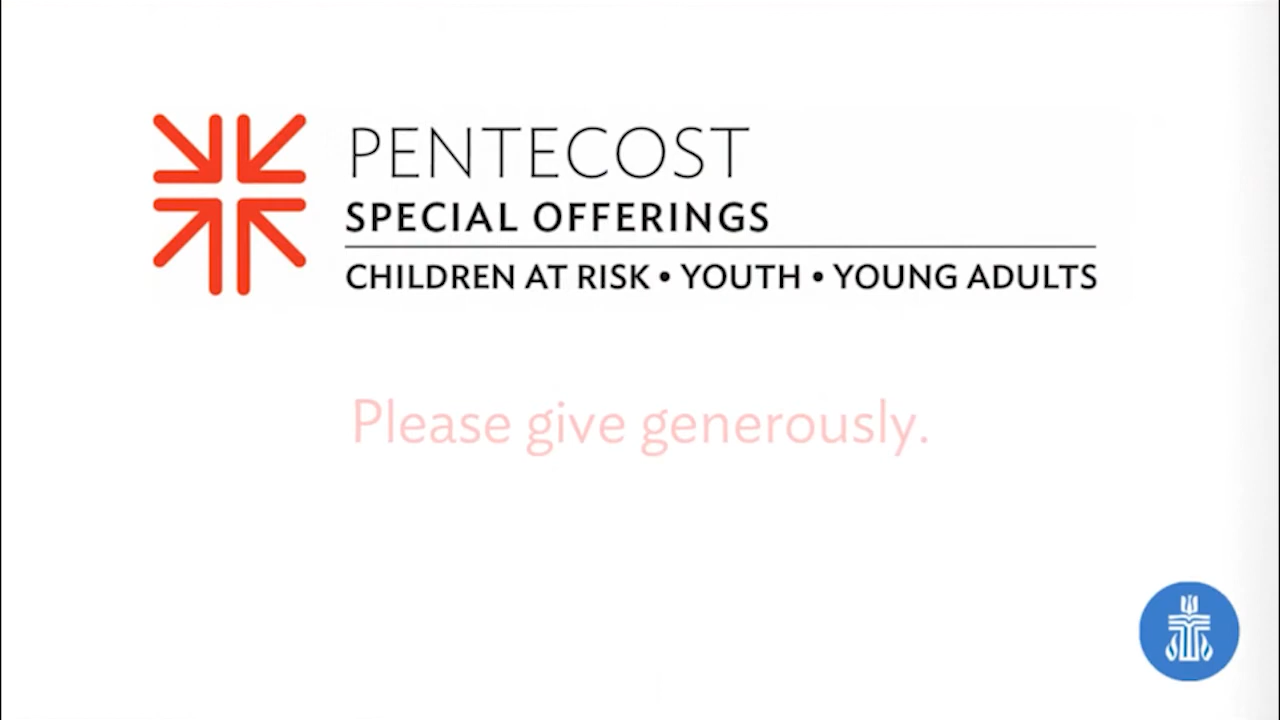 PENTECOST
SPECIAL OFFERINGS
CHILDREN AT RISK • YOUTH • YOUNG ADULTS
Please give generously.